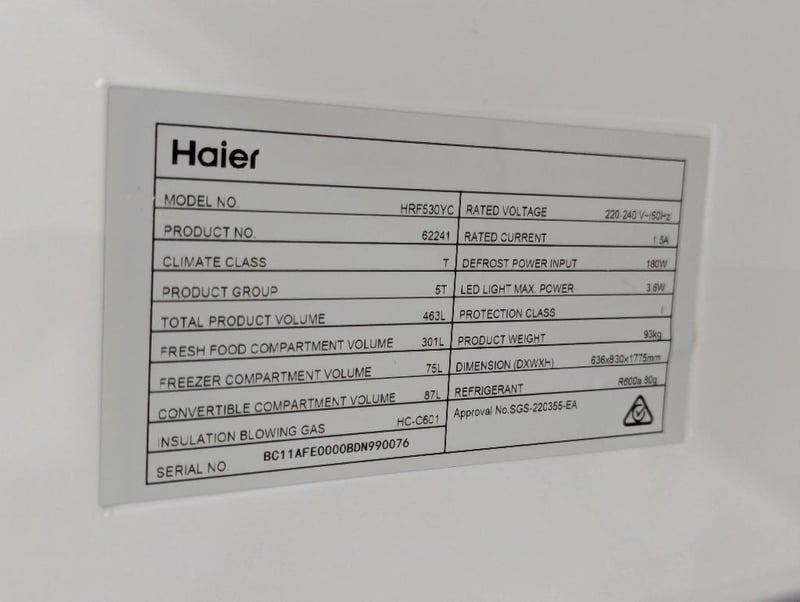 Haier
MODEL NO. HRF530YC
PRODUCT NO. 62241
CLIMATE CLASS T
PRODUCT GROUP 5T
TOTAL PRODUCT VOLUME 463L
FRESH FOOD COMPARTMENT VOLUME 301L
FREEZER COMPARTMENT VOLUME 75L
CONVERTIBLE COMPARTMENT VOLUME 87L
INSULATION BLOWING GAS HC-C601
SERIAL NO. BC11AFE0000BDN990076
RATED VOLTAGE 220-240 V~/50Hz
RATED CURRENT 1.5A
DEFROST POWER INPUT 180W
LED LIGHT MAX. POWER 3.6W
PROTECTION CLASS I
PRODUCT WEIGHT 93kg
DIMENSION (DXWXH) 636x830x1775mm
REFRIGERANT R600a 80g
Approval No.SGS-220355-EA